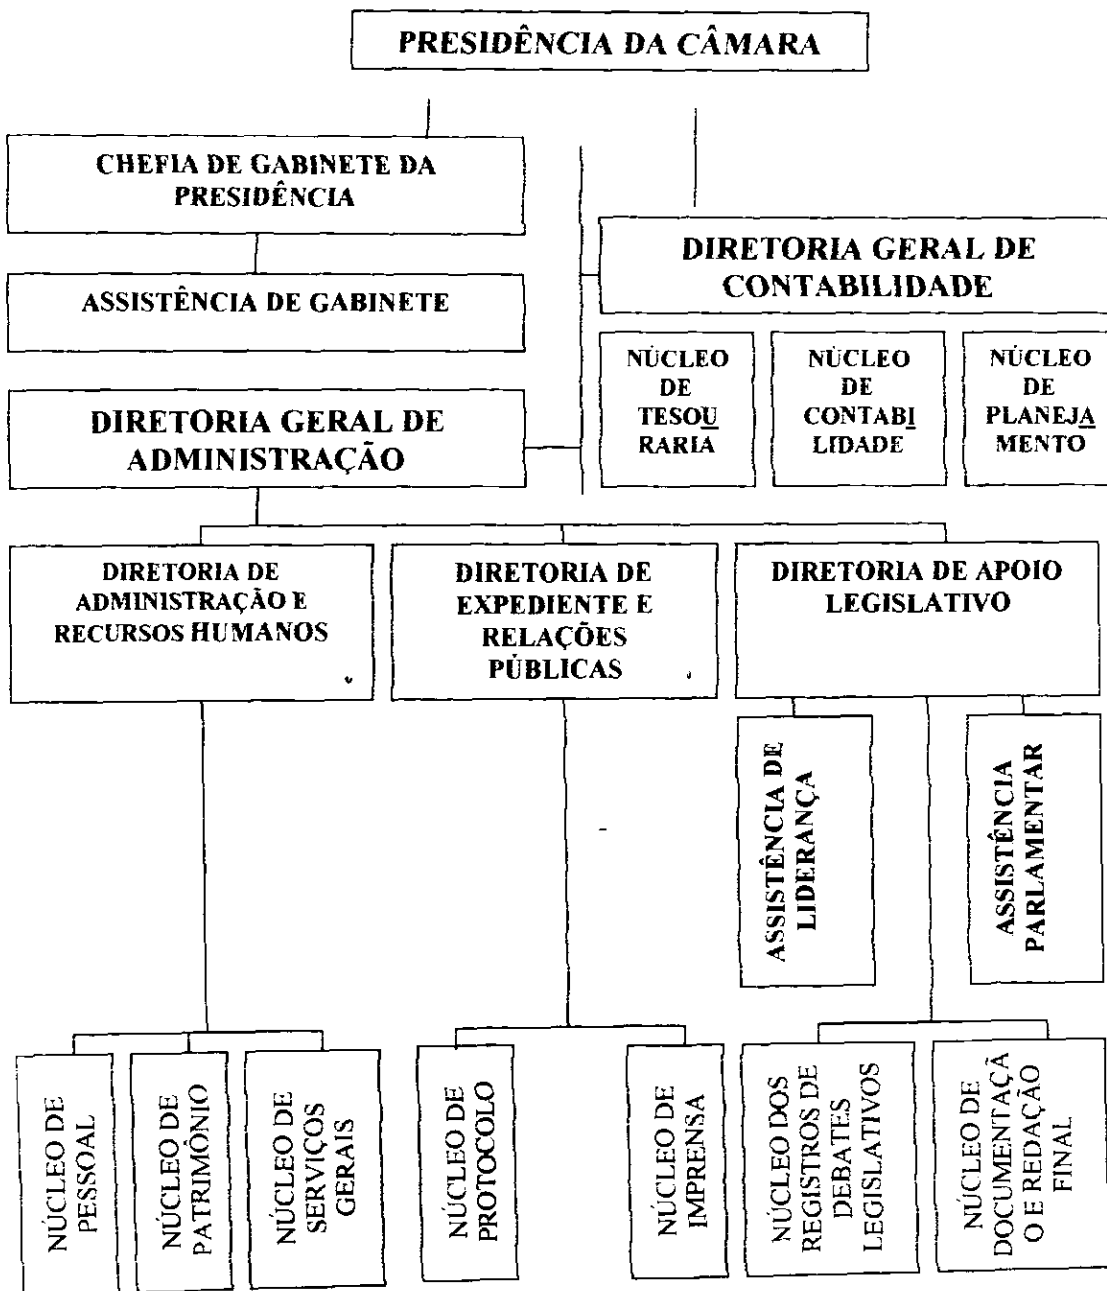 PRESIDÊNCIA DA CÂMARA
CHEFIA DE GABINETE DA
PRESIDÊNCIA
ASSISTÊNCIA DE GABINETE
DIRETORIA GERAL DE
CONTABILIDADE
NÚCLEO
DE
TESOU
RARIA
NÚCLEO
DE
CONTABI
LIDADE
NÚCLEO
DE
PLANEJA
MENTO
DIRETORIA GERAL DE
ADMINISTRAÇÃO
DIRETORIA DE
ADMINISTRAÇÃO E
RECURSOS HUMANOS
DIRETORIA DE
EXPEDIENTE E
RELAÇÕES
PÚBLICAS
DIRETORIA DE APOIO
LEGISLATIVO
ASSISTÊNCIA DE
LIDERANÇA
ASSISTÊNCIA
PARLAMENTAR
NÚCLEO DE
PESSOAL
NÚCLEO DE
PATRIMÔNIO
NÚCLEO DE
SERVIÇOS
GERAIS
NÚCLEO DE
PROTOCOLO
NÚCLEO DE
IMPRENSA
NÚCLEO DOS
REGISTROS DE
DEBATES
LEGISLATIVOS
NÚCLEO DE
DOCUMENTAÇÃ
O E REDAÇÃO
FINAL